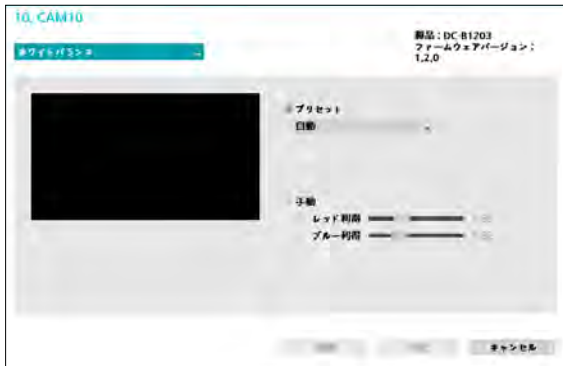 10, CAM10
ホワイトバランス
製品 : DC-B1203
ファームウェアバージョン :
1,2,0
プリセット
自動
手動
レッド利得
ブルー利得
キャンセル